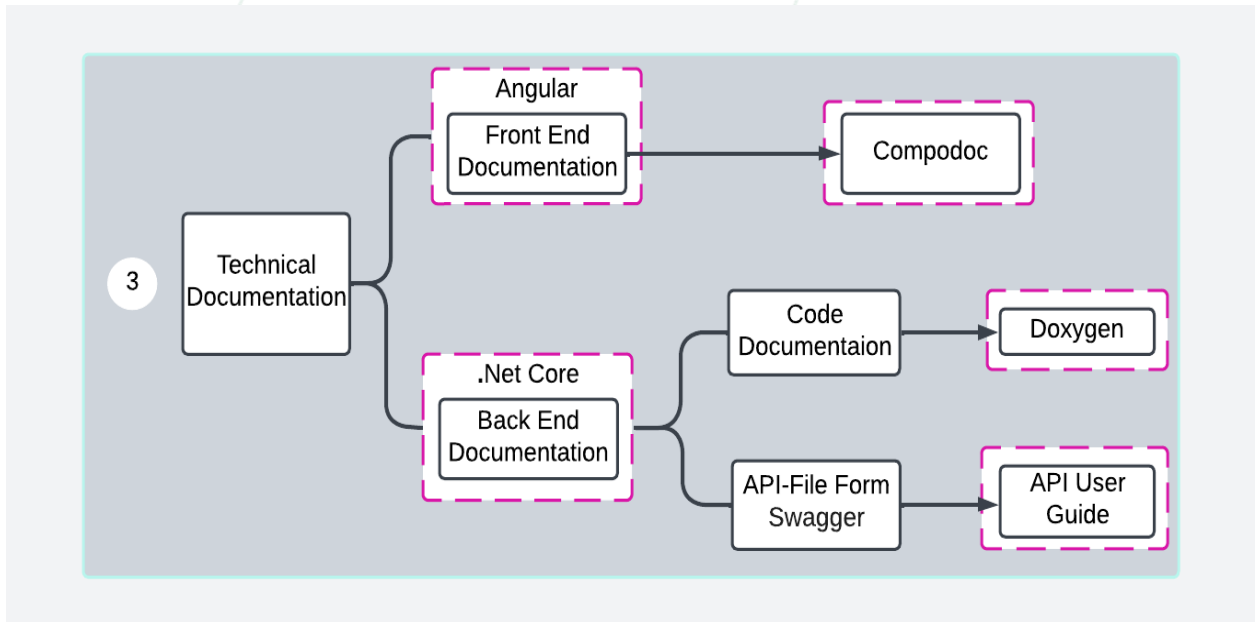 3
Technical
Documentation
Angular
Front End
Documentation
Compodoc
.Net Core
Back End
Documentation
Code
Documentaion
Doxygen
API-File Form
Swagger
API User
Guide